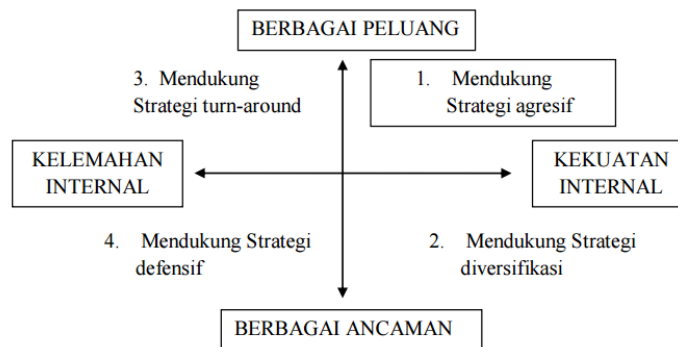 BERBAGAI PELUANG
3. Mendukung
Strategi turn-around
1. Mendukung
Strategi agresif
KELEMAHAN
INTERNAL
KEKUATAN
INTERNAL
4. Mendukung Strategi
defensif
2. Mendukung Strategi
diversifikasi
BERBAGAI ANCAMAN